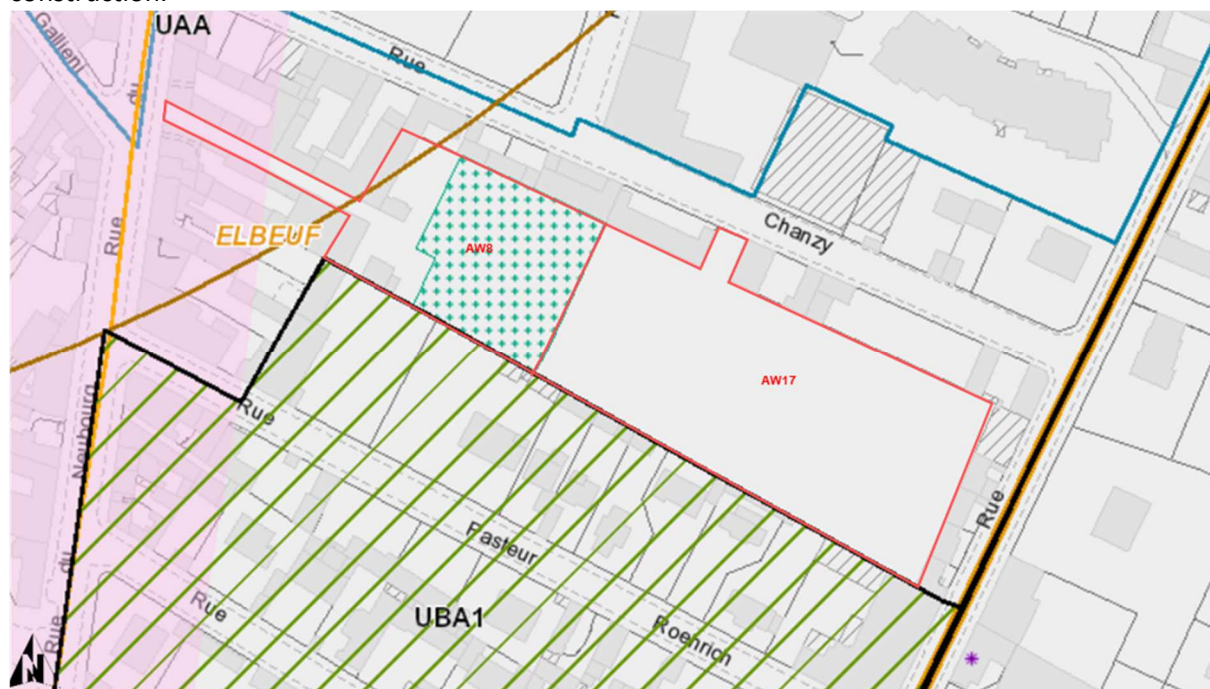 construction.
UAA
Gallieni
du
Rue
Rue
ELBEUF
AW8
Chanzy
AW17
Neubourg
Rue
Rue
du
Pasteur
Rue
UBA1
Roehrich
Rue
N